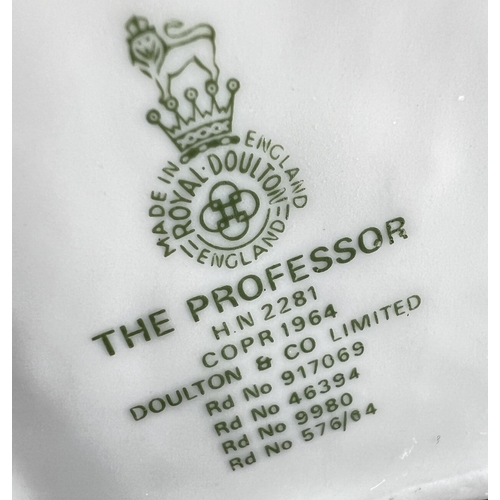 MADE IN ENGLAND
ROYAL·DOULTON
ENGLAND
THE PROFESSOR
H.N 2281
COPR 1964
DOULTON & CO LIMITED
Rd No 917069
Rd No 46394
Rd No 9980
Rd No 576/64